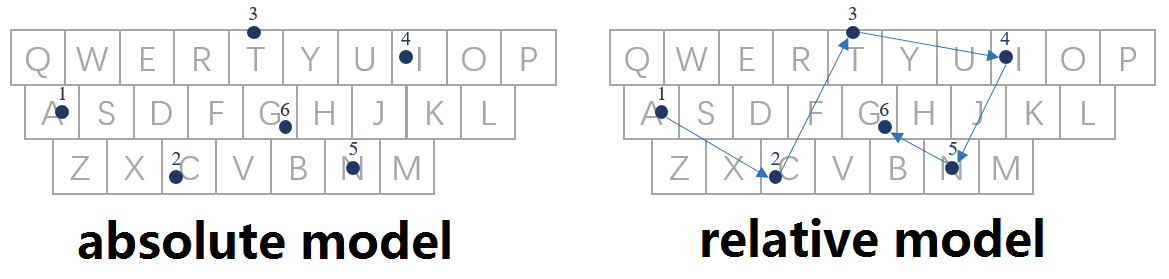 3
Q W E R T Y U I O P
4
1
A S D F G H J K L
6
Z X C V B N M
2
5
absolute model
3
Q W E R T Y U I O P
4
1
A S D F G H J K L
6
Z X C V B N M
2
5
relative model